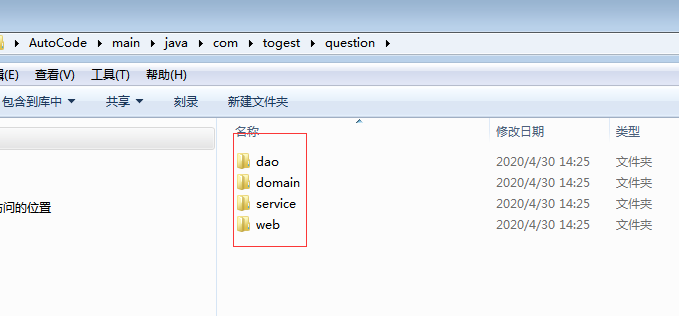 AutoCode main java com togest question
辑(E) 查看(V) 工具(T) 帮助(H)
包含到库中 共享 刻录 新建文件夹
名称 修改日期 类型
dao 2020/4/30 14:25 文件夹
domain 2020/4/30 14:25 文件夹
service 2020/4/30 14:25 文件夹
访问的位置
web 2020/4/30 14:25 文件夹